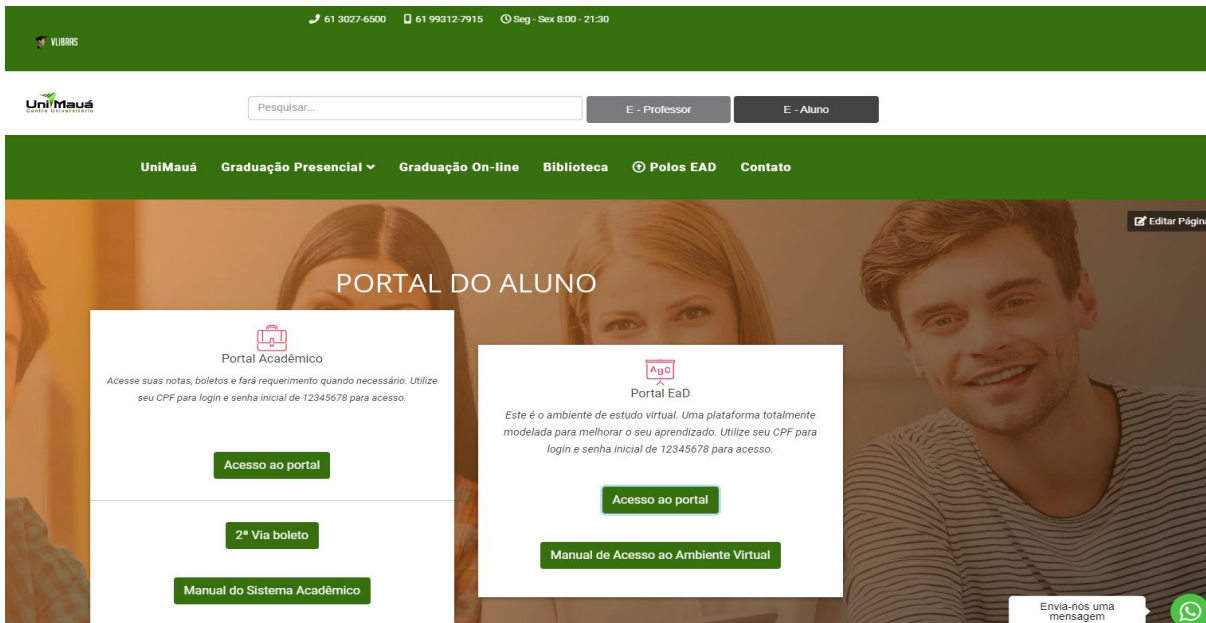 61 3027-6500 61 99312-7915 Seg - Sex 8:00 - 21:30
VLIBRAS
UniMauá
Centro Universitário
Pesquisar...
E - Professor
E - Aluno
UniMauá Graduação Presencial Graduação On-line Biblioteca Polos EAD Contato
Editar Página
PORTAL DO ALUNO
Portal Acadêmico
Acesse suas notas, boletos e fará requerimento quando necessário. Utilize
seu CPF para login e senha inicial de 12345678 para acesso.
Acesso ao portal
2ª Via boleto
Manual do Sistema Acadêmico
ABC
Portal EaD
Este é o ambiente de estudo virtual. Uma plataforma totalmente
modelada para melhorar o seu aprendizado. Utilize seu CPF para
login e senha inicial de 12345678 para acesso.
Acesso ao portal
Manual de Acesso ao Ambiente Virtual
Envia-nos uma
mensagem